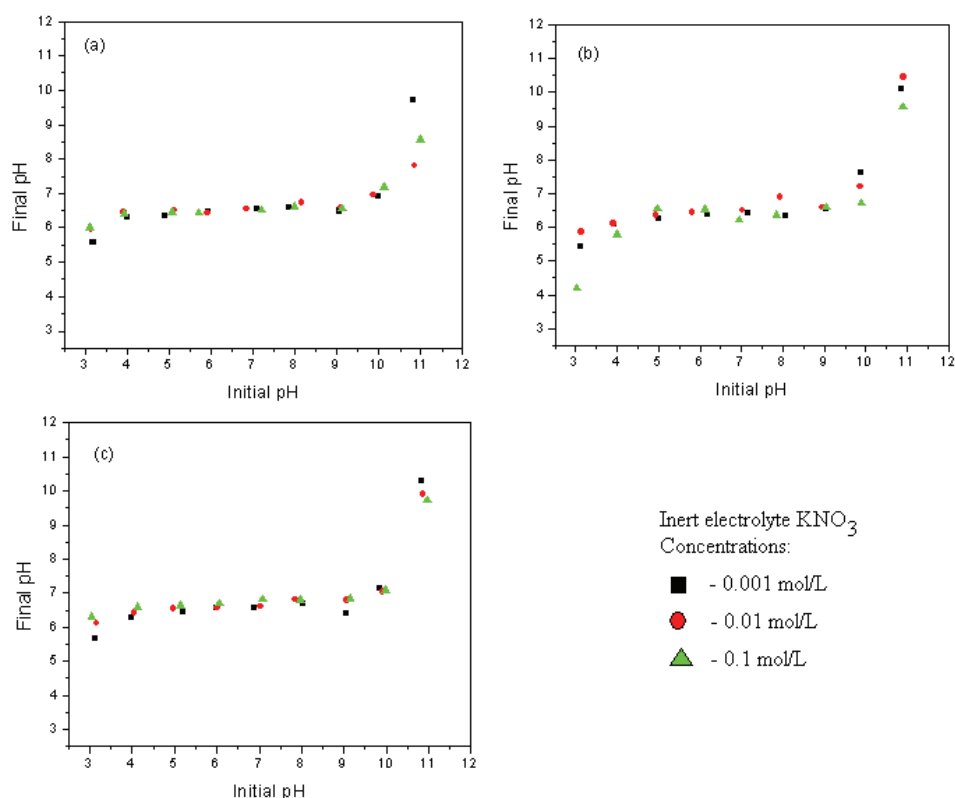 (a)
Final pH
12
11
10
9
8
7
6
5
4
3
3 4 5 6 7 8 9 10 11 12
Initial pH
(b)
Final pH
12
11
10
9
8
7
6
5
4
3
3 4 5 6 7 8 9 10 11 12
Initial pH
(c)
Final pH
12
11
10
9
8
7
6
5
4
3
3 4 5 6 7 8 9 10 11 12
Initial pH
Inert electrolyte KNO3
Concentrations:
- 0.001 mol/L
- 0.01 mol/L
- 0.1 mol/L